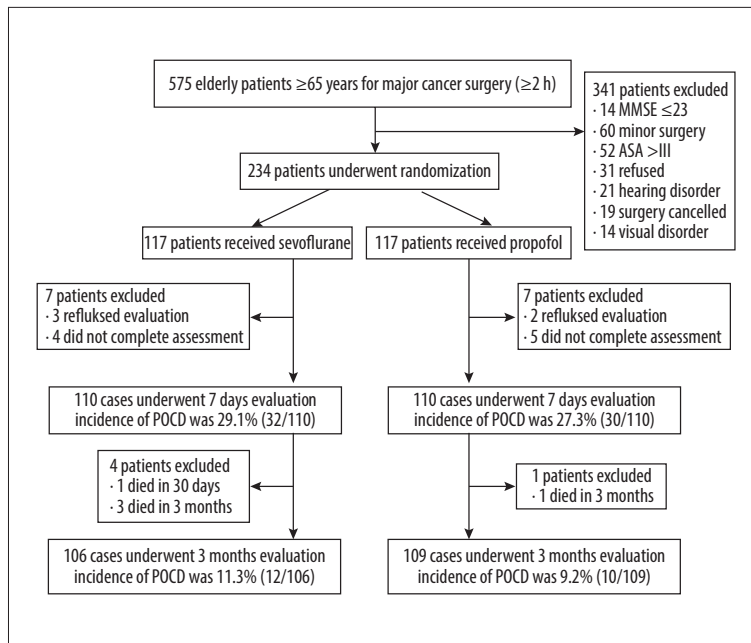 575 elderly patients ≥65 years for major cancer surgery (≥2 h)
341 patients excluded
· 14 MMSE ≤23
· 60 minor surgery
· 52 ASA >III
· 31 refused
· 21 hearing disorder
· 19 surgery cancelled
· 14 visual disorder
234 patients underwent randomization
117 patients received sevoflurane
117 patients received propofol
7 patients excluded
· 3 refluksed evaluation
· 4 did not complete assessment
7 patients excluded
· 2 refluksed evaluation
· 5 did not complete assessment
110 cases underwent 7 days evaluation
incidence of POCD was 29.1% (32/110)
110 cases underwent 7 days evaluation
incidence of POCD was 27.3% (30/110)
4 patients excluded
· 1 died in 30 days
· 3 died in 3 months
1 patients excluded
· 1 died in 3 months
106 cases underwent 3 months evaluation
incidence of POCD was 11.3% (12/106)
109 cases underwent 3 months evaluation
incidence of POCD was 9.2% (10/109)